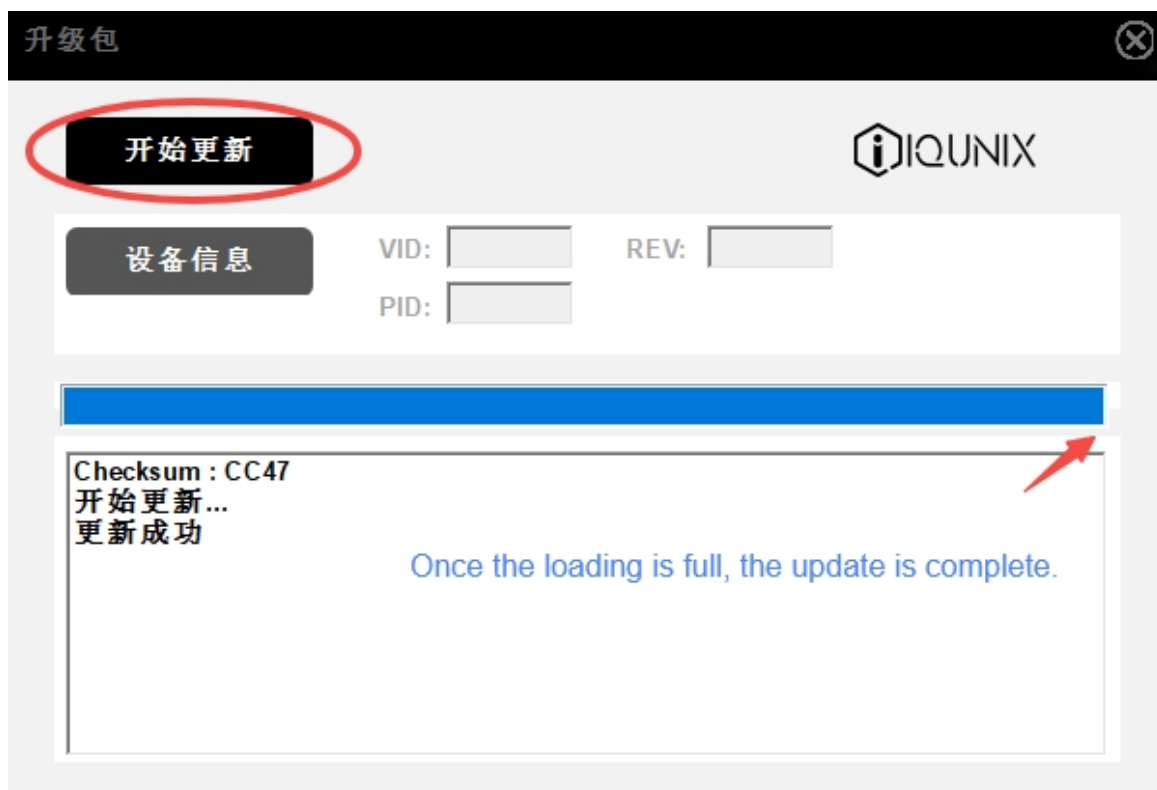 升级包
开始更新
IQUNIX
设备信息
VID:
REV:
PID:
Checksum : CC47
开始更新...
更新成功
Once the loading is full, the update is complete.